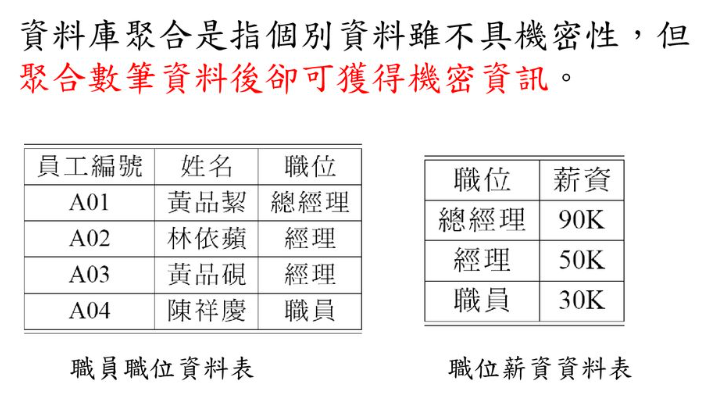 資料庫聚合是指個別資料雖不具機密性，但
聚合數筆資料後卻可獲得機密資訊。
員工編號 姓名 職位
A01 黃品絜 總經理
A02 林依蘋 經理
A03 黃品硯 經理
A04 陳祥慶 職員
職員職位資料表
職位 薪資
總經理 90K
經理 50K
職員 30K
職位薪資資料表